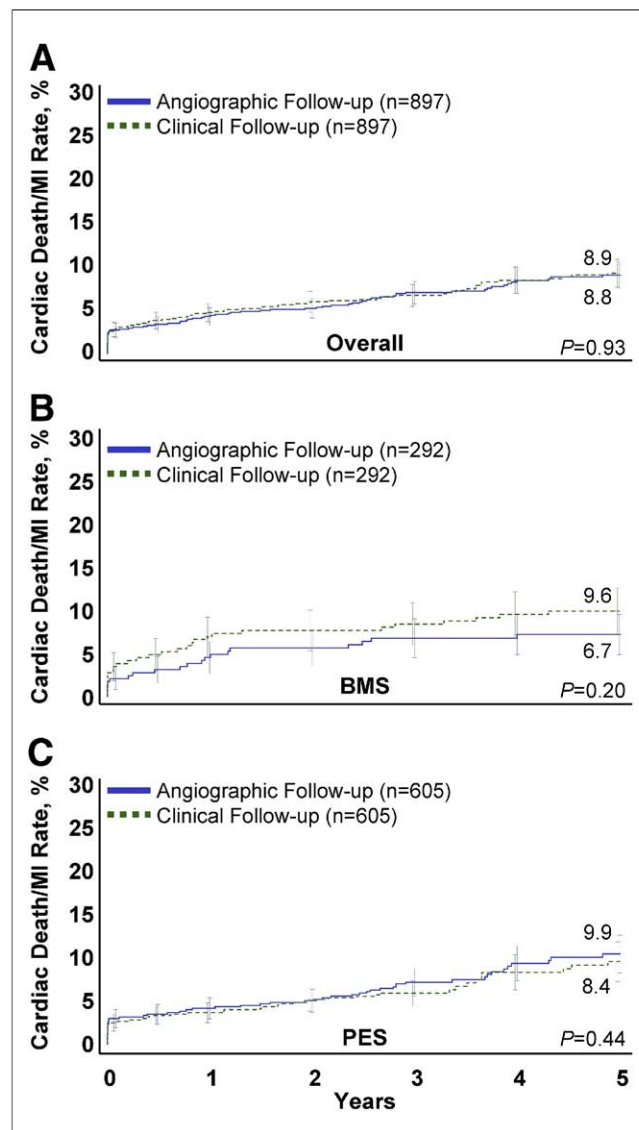 A
Cardiac Death/MI Rate, %
30
25
20
15
10
5
0
Angiographic Follow-up (n=897)
Clinical Follow-up (n=897)
8.9
8.8
Overall
P=0.93
B
Cardiac Death/MI Rate, %
30
25
20
15
10
5
0
Angiographic Follow-up (n=292)
Clinical Follow-up (n=292)
9.6
6.7
BMS
P=0.20
C
Cardiac Death/MI Rate, %
30
25
20
15
10
5
0
Angiographic Follow-up (n=605)
Clinical Follow-up (n=605)
9.9
8.4
PES
P=0.44
0 1 2 3 4 5
Years